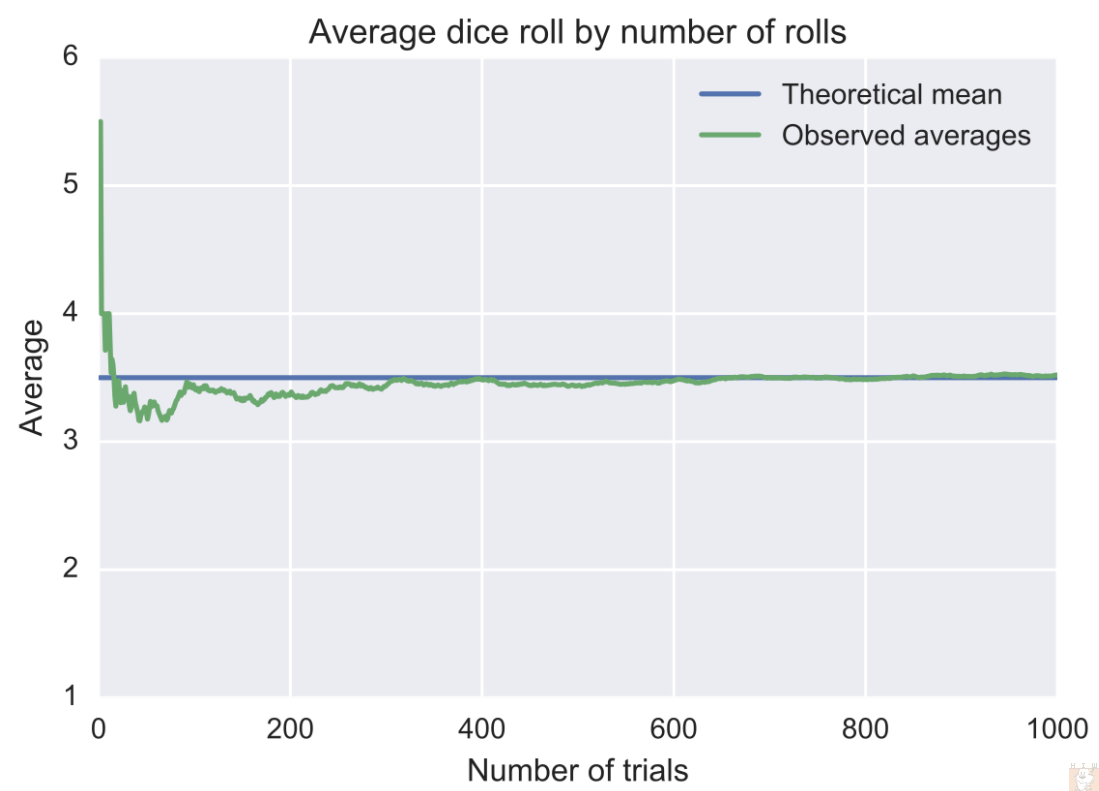 Average dice roll by number of rolls
6
Theoretical mean
Observed averages
5
4
3
2
1
Average
0 200 400 600 800 1000
Number of trials
H I W